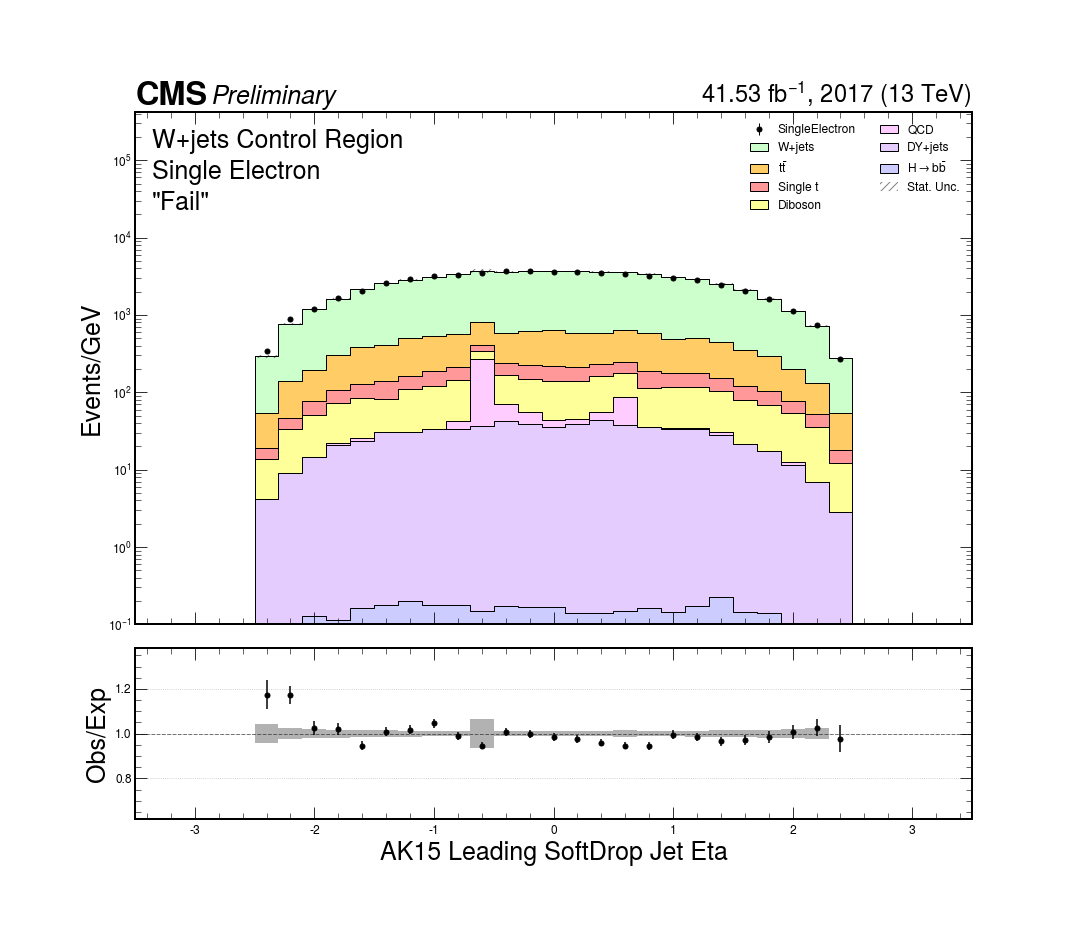 CMS Preliminary
41.53 fb⁻¹, 2017 (13 TeV)
W+jets Control Region
Single Electron
"Fail"
SingleElectron
W+jets
tt̄
Single t
Diboson
QCD
DY+jets
H→bb̄
Stat. Unc.
Events/GeV
10⁵
10⁴
10³
10²
10¹
10⁰
10⁻¹
Obs/Exp
1.2
1.0
0.8
-3 -2 -1 0 1 2 3
AK15 Leading SoftDrop Jet Eta